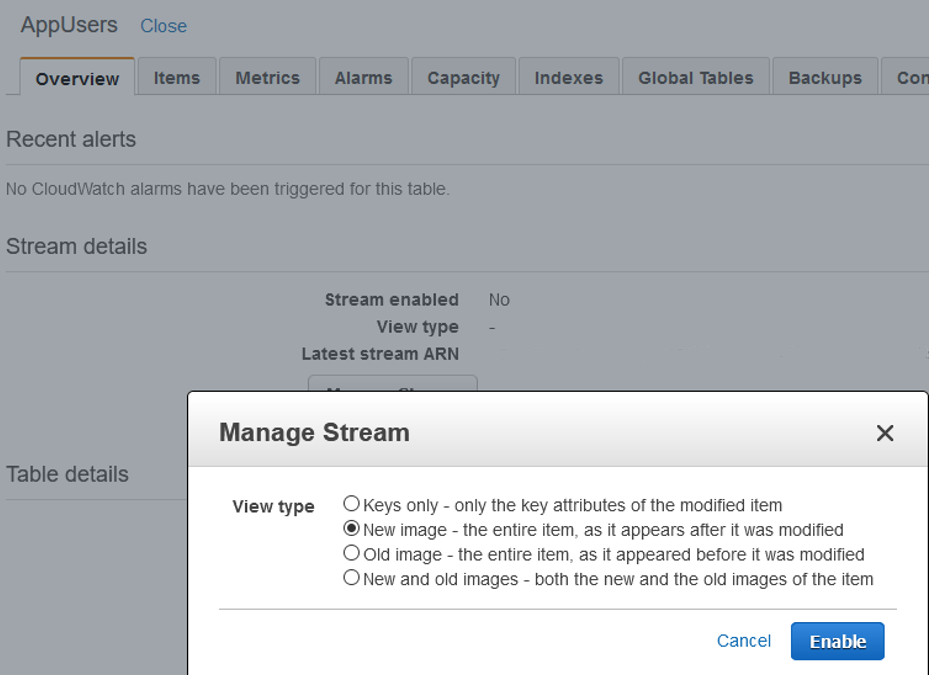 AppUsers Close
Overview Items Metrics Alarms Capacity Indexes Global Tables Backups
Recent alerts
No CloudWatch alarms have been triggered for this table.
Stream details
Stream enabled No
View type -
Latest stream ARN
Manage Stream
Table details
View type
Keys only - only the key attributes of the modified item
New image - the entire item, as it appears after it was modified
Old image - the entire item, as it appeared before it was modified
New and old images - both the new and the old images of the item
Cancel Enable